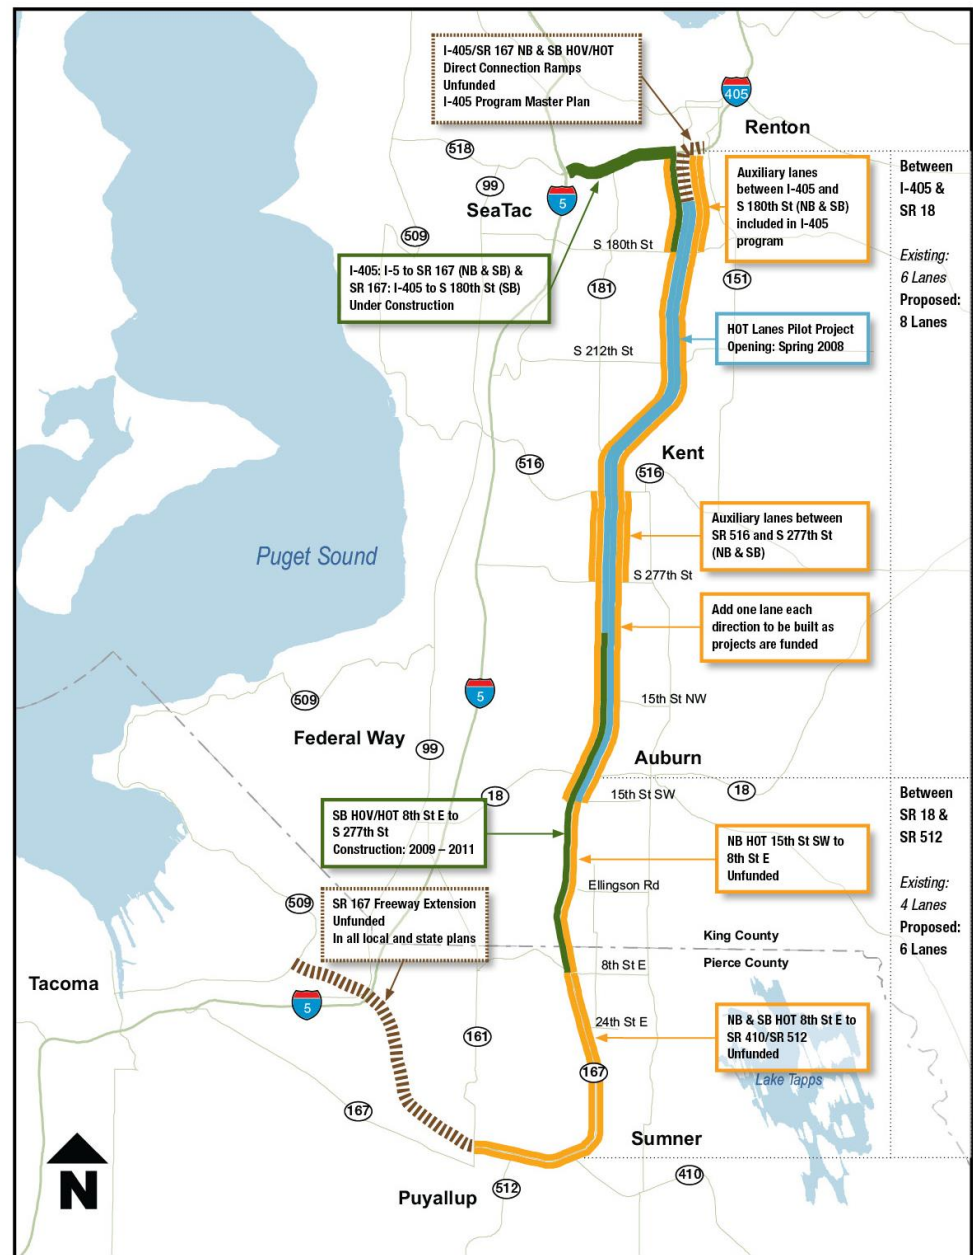 I-405/SR 167 NB & SB HOV/HOT
Direct Connection Ramps
Unfunded
I-405 Program Master Plan
405
Renton
518
99
SeaTac
5
509
S 180th St
Auxiliary lanes
between I-405 and
S 180th St (NB & SB)
included in I-405
program
Between
I-405 &
SR 18
Existing:
6 Lanes
Proposed:
8 Lanes
I-405: I-5 to SR 167 (NB & SB) &
SR 167: I-405 to S 180th St (SB)
Under Construction
181
151
S 212th St
HOT Lanes Pilot Project
Opening: Spring 2008
Kent
516
516
Puget Sound
Auxiliary lanes between
SR 516 and S 277th St
(NB & SB)
S 277th St
Add one lane each
direction to be built as
projects are funded
5
509
15th St NW
Federal Way
99
Auburn
18
15th St SW
18
Between
SR 18 &
SR 512
Existing:
4 Lanes
Proposed:
6 Lanes
SB HOV/HOT 8th St E to
S 277th St
Construction: 2009 – 2011
NB HOT 15th St SW to
8th St E
Unfunded
Ellingson Rd
509
SR 167 Freeway Extension
Unfunded
In all local and state plans
King County
Pierce County
8th St E
Tacoma
5
24th St E
161
NB & SB HOT 8th St E to
SR 410/SR 512
Unfunded
Lake Tapps
167
167
Sumner
N
Puyallup
512
410